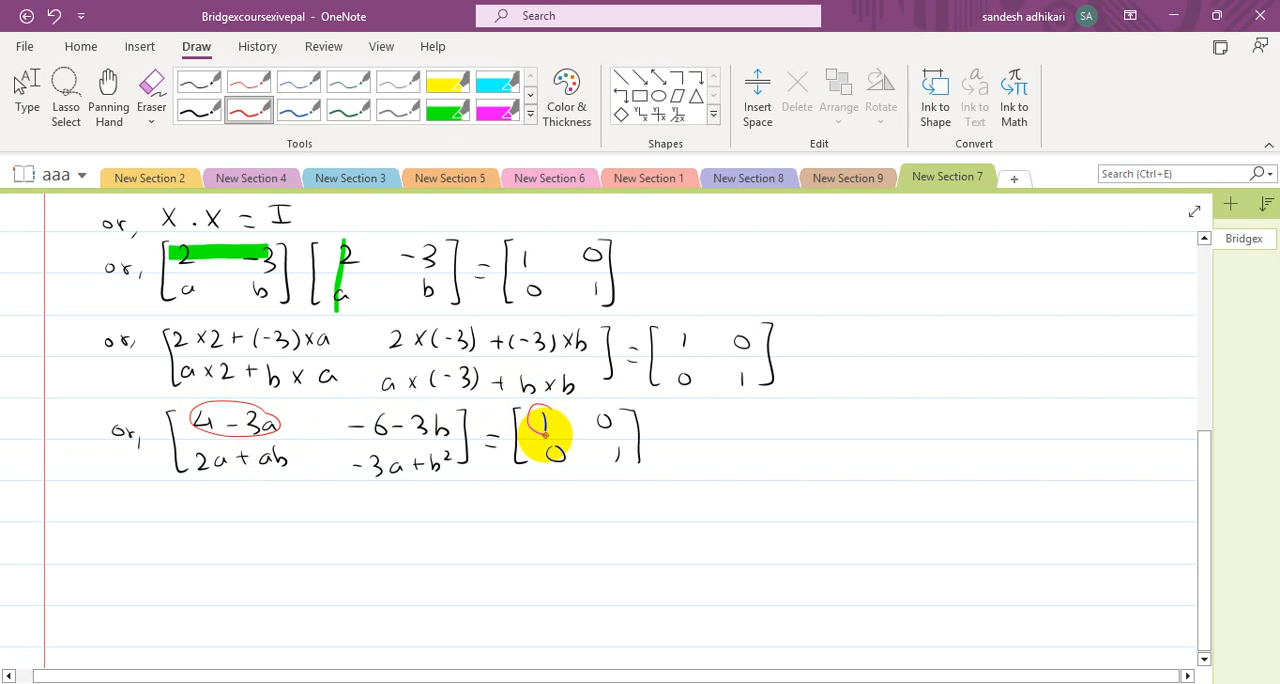 Bridgexcoursexivepal - OneNote
Search
sandesh adhikari SA
File Home Insert Draw History Review View Help
Type Lasso Select Panning Hand Eraser Color & Thickness Insert Space Delete Arrange Rotate Ink to Shape Ink to Text Ink to Math
Tools Shapes Edit Convert
aaa New Section 2 New Section 4 New Section 3 New Section 5 New Section 6 New Section 1 New Section 8 New Section 9 New Section 7 Search (Ctrl+E)
Bridgex
or, X . X = I
or, [2 -3 [2 -3 = [1 0
a b] a b] 0 1]
or, [2×2+(-3)×a 2×(-3)+(-3)×b = [1 0
a×2+b×a a×(-3)+b×b] 0 1]
or, [4-3a -6-3b = [1 0
2a+ab -3a+b²] 0 1]